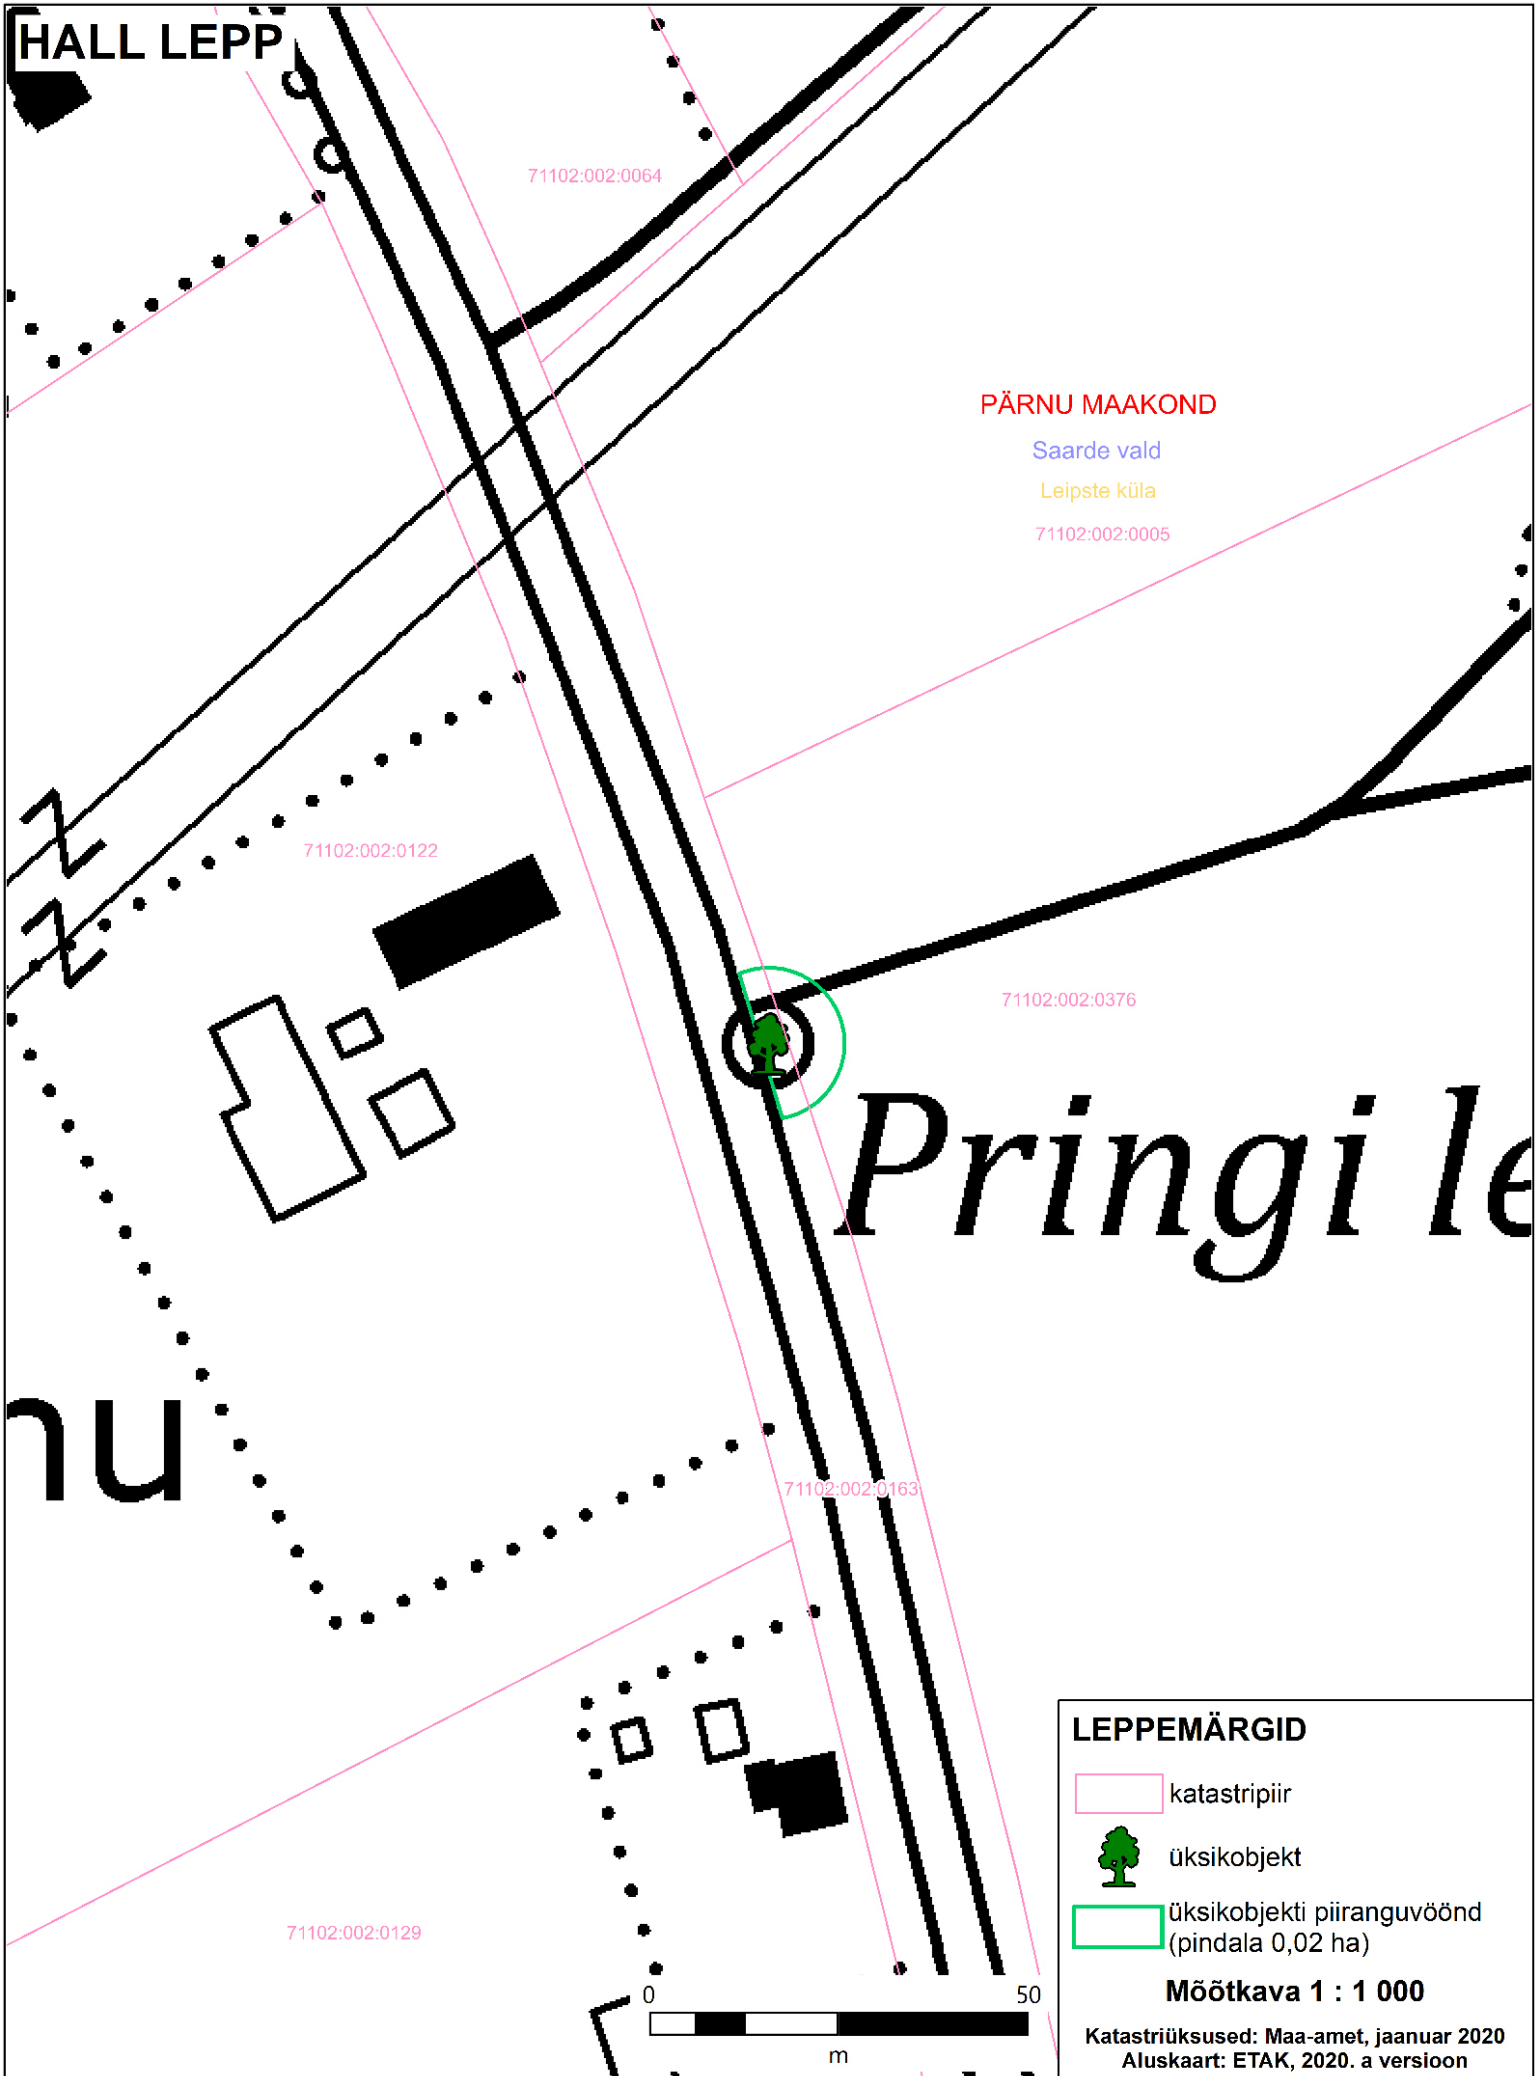 HALL LEPP
71102:002:0064
PÄRNU MAAKOND
Saarde vald
Leipste küla
71102:002:0005
71102:002:0122
71102:002:0376
Pringi le
nu
71102:002:0163
71102:002:0129
0 50
m
LEPPEMÄRGID
katastripiir
üksikobjekt
üksikobjekti piiranguvöönd
(pindala 0,02 ha)
Mõõtkava 1 : 1 000
Katastriüksused: Maa-amet, jaanuar 2020
Aluskaart: ETAK, 2020. a versioon